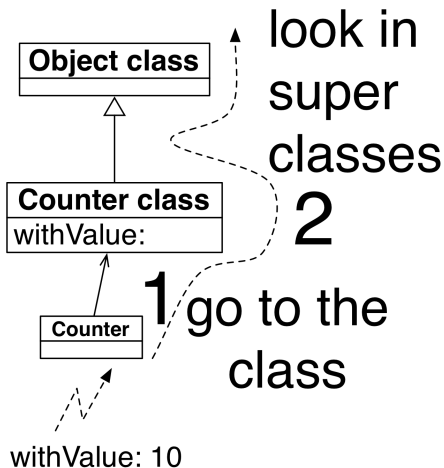 Object class
look in
super
classes
2
Counter class
withValue:
1 go to the
class
Counter
withValue: 10